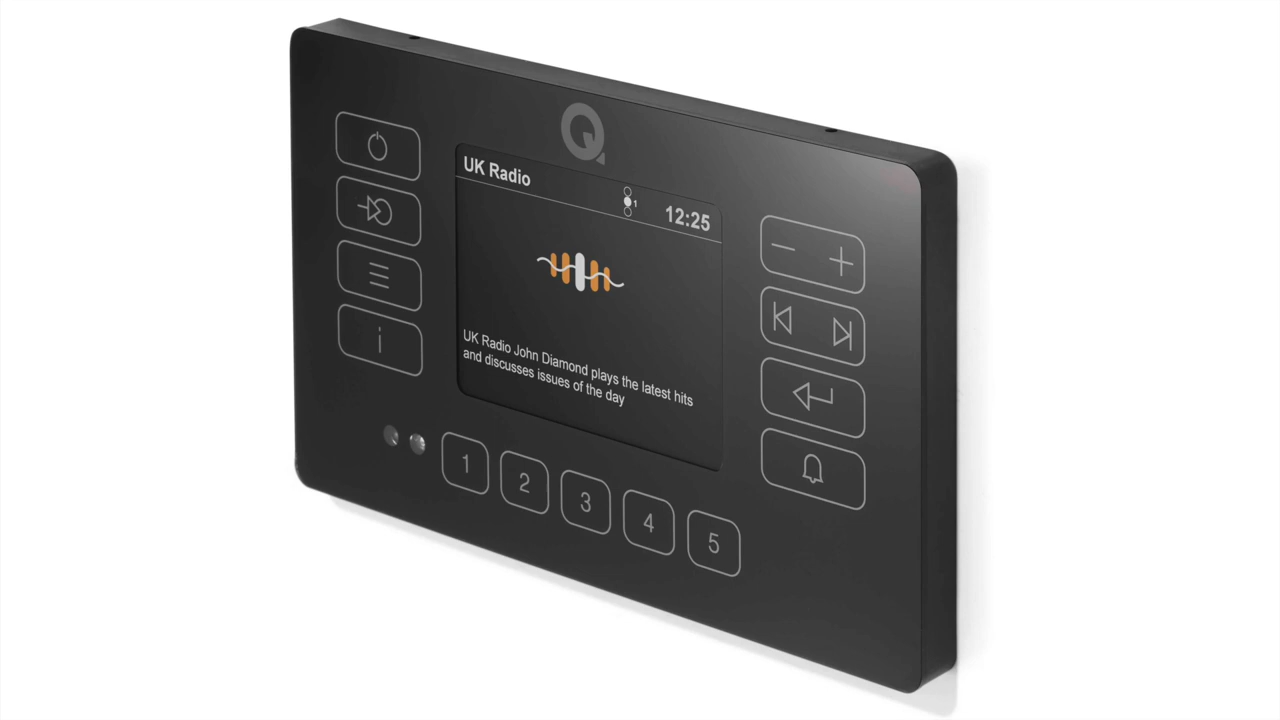 Q
UK Radio
1
12:25
UK Radio John Diamond plays the latest hits
and discusses issues of the day
i
1
2
3
4
5